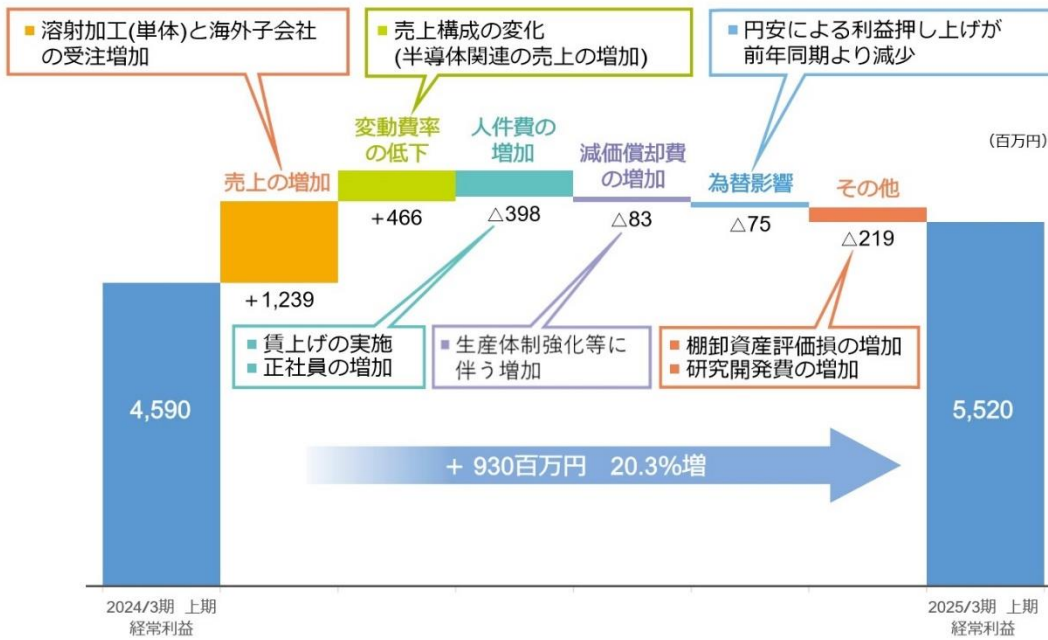 ■ 溶射加工(単体)と海外子会社
の受注増加
■ 売上構成の変化
(半導体関連の売上の増加)
■ 円安による利益押し上げが
前年同期より減少
(百万円)
売上の増加
変動費率
の低下
人件費の
増加
減価償却費
の増加
為替影響
その他
+1,239
+466
△398
△83
△75
△219
■ 賃上げの実施
■ 正社員の増加
■ 生産体制強化等に
伴う増加
■ 棚卸資産評価損の増加
■ 研究開発費の増加
4,590
5,520
+ 930百万円 20.3%増
2024/3期 上期
経常利益
2025/3期 上期
経常利益